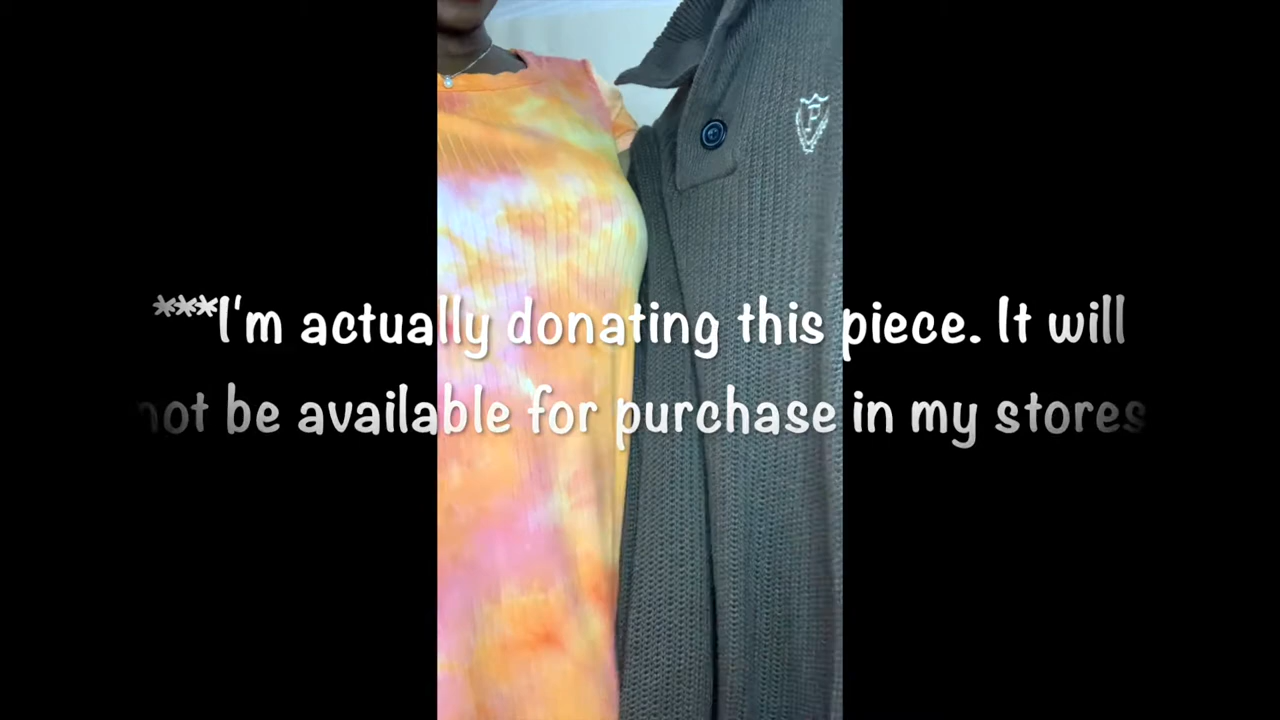 P
***I'm actually donating this piece. It will
not be available for purchase in my stores